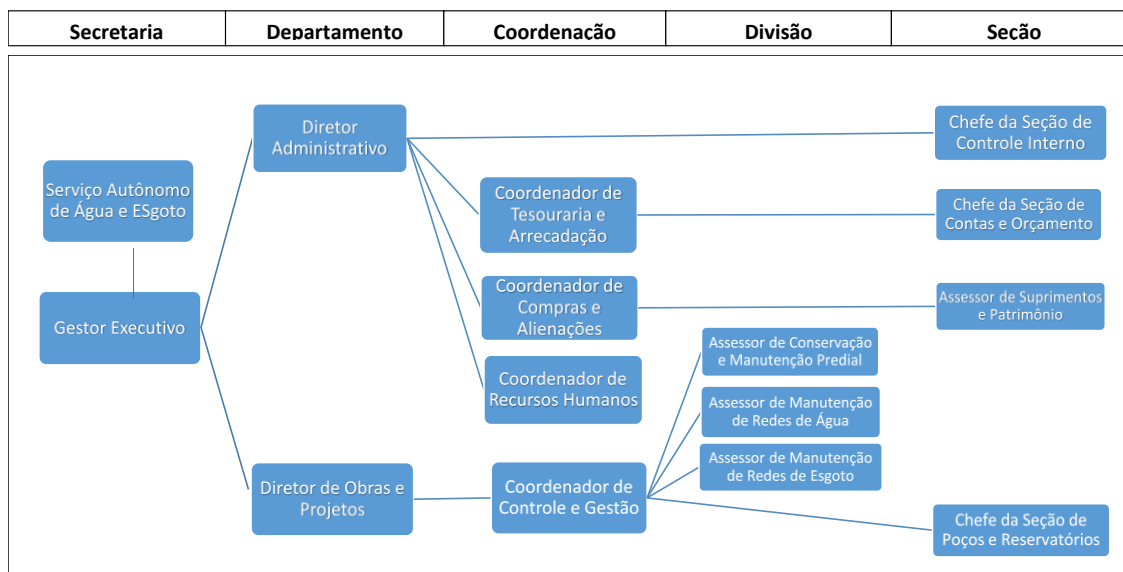 Secretaria
Departamento
Coordenação
Divisão
Secão
Serviço Autônomo
de Água e ESgoto
Gestor Executivo
Diretor
Administrativo
Diretor de Obras e
Projetos
Coordenador de
Tesouraria e
Arrecadação
Coordenador de
Compras e
Alienações
Coordenador de
Recursos Humanos
Coordenador de
Controle e Gestão
Assessor de Conservação
e Manutenção Predial
Assessor de Manutenção
de Redes de Água
Assessor de Manutenção
de Redes de Esgoto
Chefe da Seção de
Controle Interno
Chefe da Seção de
Contas e Orçamento
Assessor de Suprimentos
e Patrimônio
Chefe da Seção de
Poços e Reservatórios